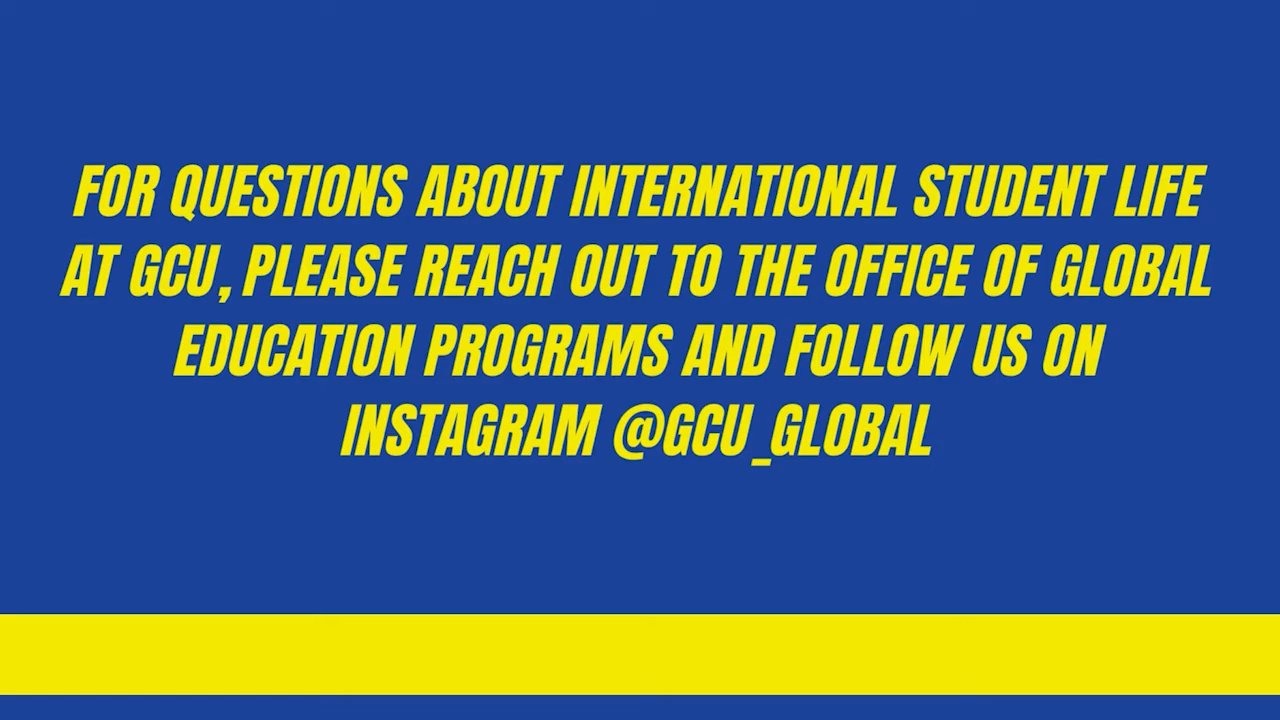 FOR QUESTIONS ABOUT INTERNATIONAL STUDENT LIFE
AT GCU, PLEASE REACH OUT TO THE OFFICE OF GLOBAL
EDUCATION PROGRAMS AND FOLLOW US ON
INSTAGRAM @GCU_GLOBAL